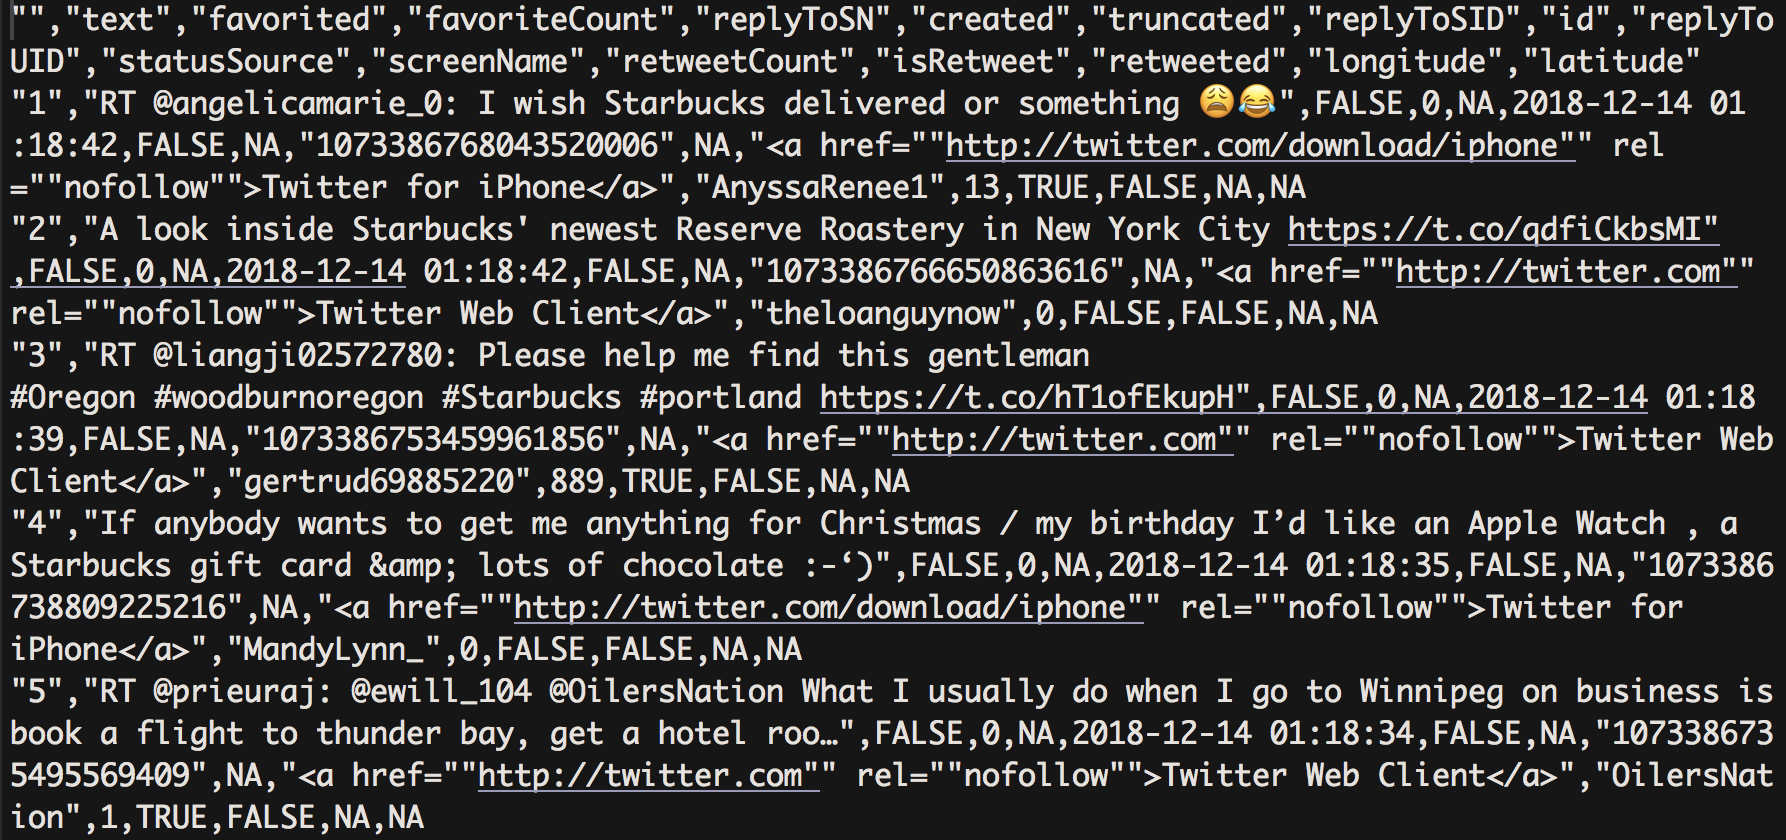 "","text","favorited","favoriteCount","replyToSN","created","truncated","replyToSID","id","replyTo
UID","statusSource","screenName","retweetCount","isRetweet","retweeted","longitude","latitude"
"1","RT @angelicamarie_0: I wish Starbucks delivered or something 😩😂",FALSE,0,NA,2018-12-14 01
:18:42,FALSE,NA,"1073386768043520006",NA,"<a href=""http://twitter.com/download/iphone"" rel
=""nofollow"">Twitter for iPhone</a>","AnyssaRenee1",13,TRUE,FALSE,NA,NA
"2","A look inside Starbucks' newest Reserve Roastery in New York City https://t.co/qdfiCkbsMI"
,FALSE,0,NA,2018-12-14 01:18:42,FALSE,NA,"1073386766650863616",NA,"<a href=""http://twitter.com""
rel=""nofollow"">Twitter Web Client</a>","theloanguynow",0,FALSE,FALSE,NA,NA
"3","RT @liangji02572780: Please help me find this gentleman
#Oregon #woodburnoregon #Starbucks #portland https://t.co/hT1ofEkupH",FALSE,0,NA,2018-12-14 01:18
:39,FALSE,NA,"1073386753459961856",NA,"<a href=""http://twitter.com"" rel=""nofollow"">Twitter Web
Client</a>","gertrud69885220",889,TRUE,FALSE,NA,NA
"4","If anybody wants to get me anything for Christmas / my birthday I’d like an Apple Watch , a
Starbucks gift card &amp; lots of chocolate :-‘)",FALSE,0,NA,2018-12-14 01:18:35,FALSE,NA,"1073386
738809225216",NA,"<a href=""http://twitter.com/download/iphone"" rel=""nofollow"">Twitter for
iPhone</a>","MandyLynn_",0,FALSE,FALSE,NA,NA
"5","RT @prieuraj: @ewill_104 @OilersNation What I usually do when I go to Winnipeg on business is
book a flight to thunder bay, get a hotel roo…",FALSE,0,NA,2018-12-14 01:18:34,FALSE,NA,"107338673
5495569409",NA,"<a href=""http://twitter.com"" rel=""nofollow"">Twitter Web Client</a>","OilersNat
ion",1,TRUE,FALSE,NA,NA